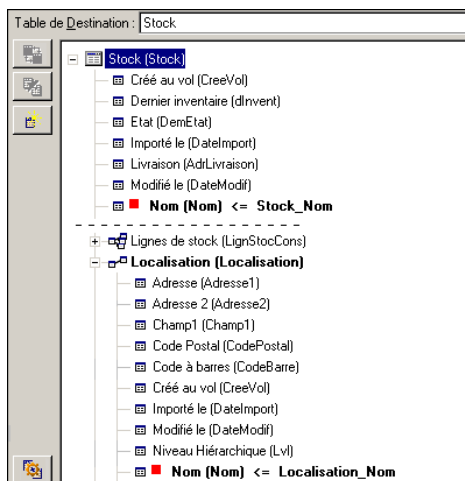 Table de Destination : Stock
Stock (Stock)
Créé au vol (CreeVol)
Dernier inventaire (dInvent)
Etat (DemEtat)
Importé le (DateImport)
Livraison (AdrLivraison)
Modifié le (DateModif)
Nom (Nom) <= Stock_Nom
Lignes de stock (LignStocCons)
Localisation (Localisation)
Adresse (Adresse1)
Adresse 2 (Adresse2)
Champ1 (Champ1)
Code Postal (CodePostal)
Code à barres (CodeBarre)
Créé au vol (CreeVol)
Importé le (DateImport)
Modifié le (DateModif)
Niveau Hiérarchique (Lvl)
Nom (Nom) <= Localisation_Nom